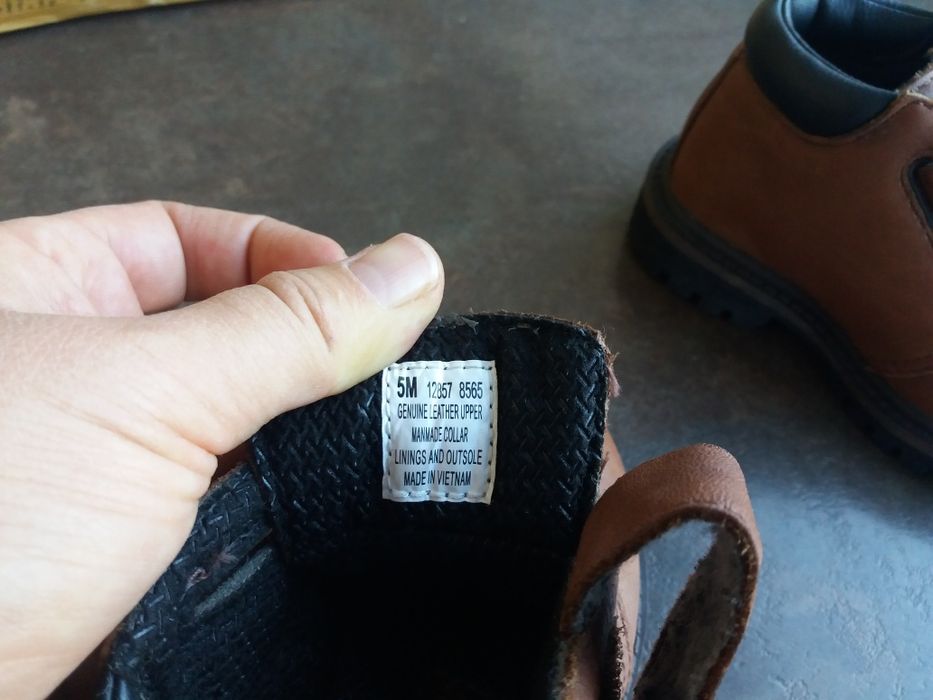 5M 12857 8565
GENUINE LEATHER UPPER
MANMADE COLLAR
LININGS AND OUTSOLE
MADE IN VIETNAM